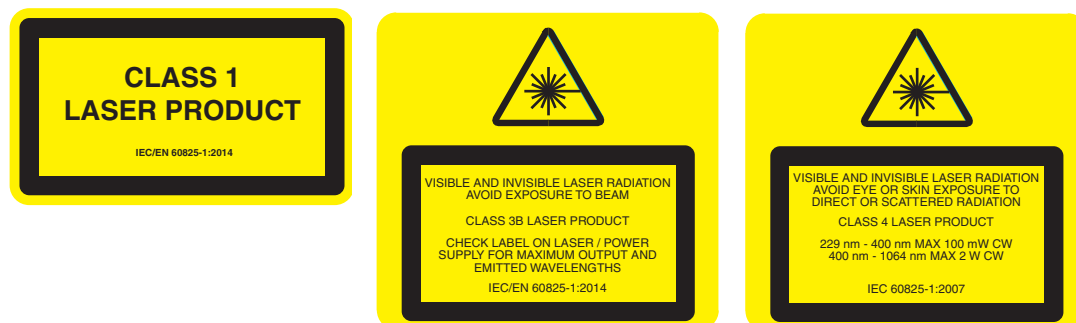 CLASS 1
LASER PRODUCT
IEC/EN 60825-1:2014
VISIBLE AND INVISIBLE LASER RADIATION
AVOID EXPOSURE TO BEAM
CLASS 3B LASER PRODUCT
CHECK LABEL ON LASER / POWER
SUPPLY FOR MAXIMUM OUTPUT AND
EMITTED WAVELENGTHS
IEC/EN 60825-1:2014
VISIBLE AND INVISIBLE LASER RADIATION
AVOID EYE OR SKIN EXPOSURE TO
DIRECT OR SCATTERED RADIATION
CLASS 4 LASER PRODUCT
229 nm - 400 nm MAX 100 mW CW
400 nm - 1064 nm MAX 2 W CW
IEC 60825-1:2007